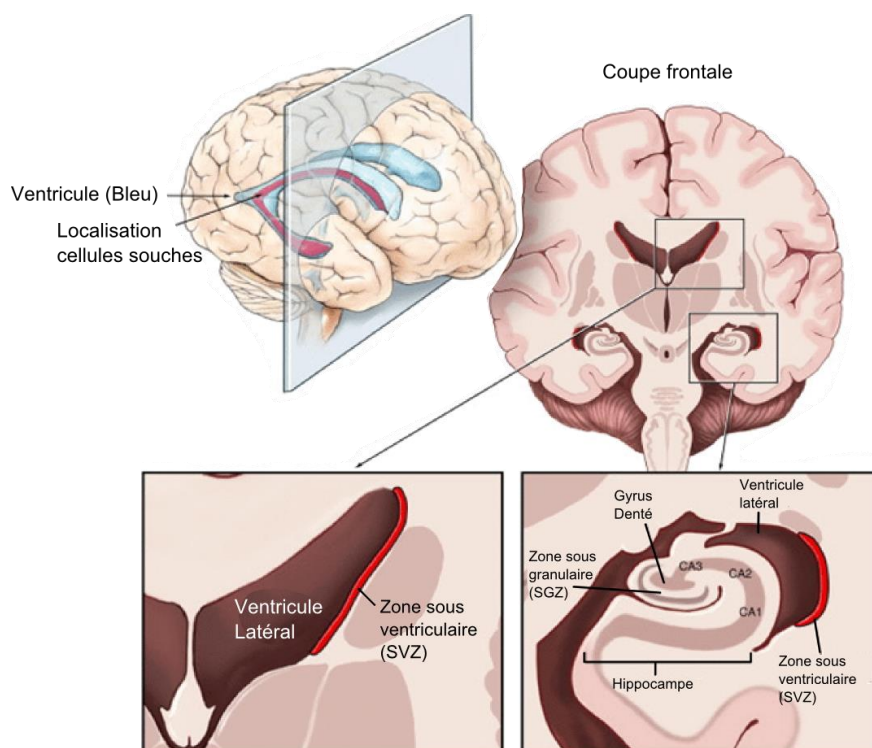 Coupe frontale
Ventricule (Bleu)
Localisation
cellules souches
Ventricule
Latéral
Zone sous
ventriculaire
(SVZ)
Gyrus
Denté
Ventricule
latéral
Zone sous
granulaire
(SGZ)
CA3
CA2
CA1
Hippocampe
Zone sous
ventriculaire
(SVZ)